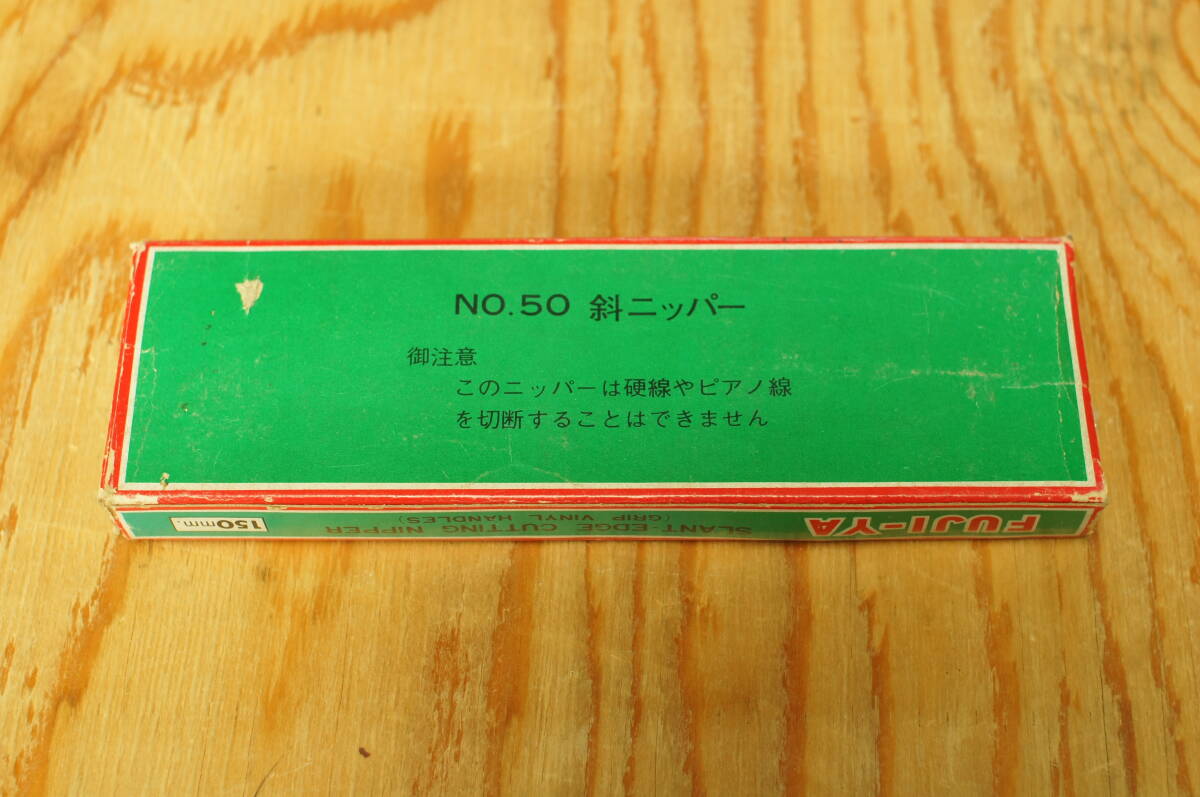 NO.50 斜ニッパー
御注意
このニッパーは硬線やピアノ線
を切断することはできません
FUJI-YA
SLANT-EDGE CUTTING NIPPER
(GRIP VINYL HANDLES)
150mm.